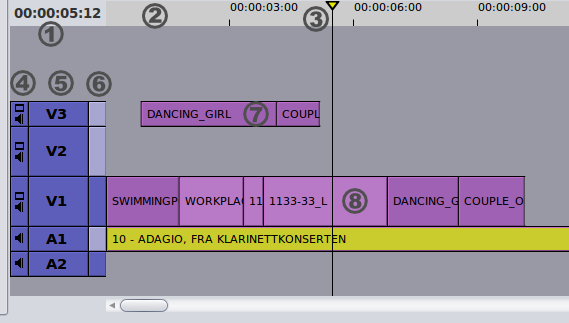 00:00:05:12
00:00:03:00 00:00:06:00 00:00:09:00
1 2 3
4 5 6
V3 DANCING_GIRL 7 COUPL
V2
V1 SWIMMINGP WORKPLA 11 1133-33_L 8 DANCING_G COUPLE_O
A1 10 - ADAGIO, FRA KLARINETTKONSERTEN
A2